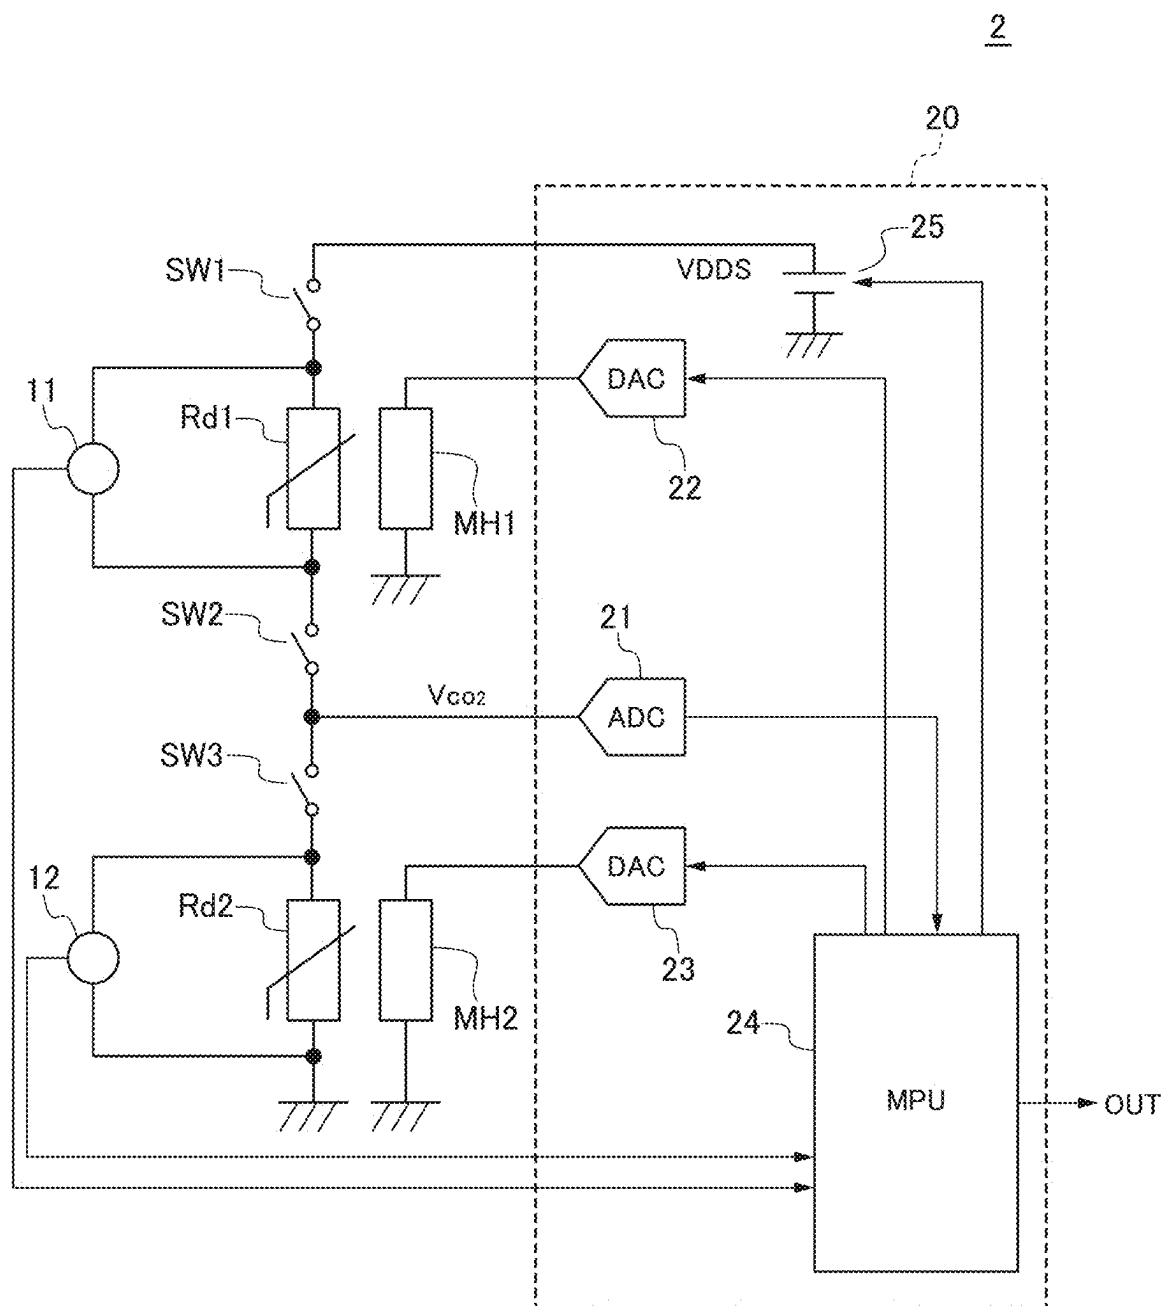 2
20
25
SW1
VDDS
11
Rd1
DAC
22
MH1
SW2
21
Vco₂
ADC
SW3
12
Rd2
DAC
23
MH2
24
MPU
OUT